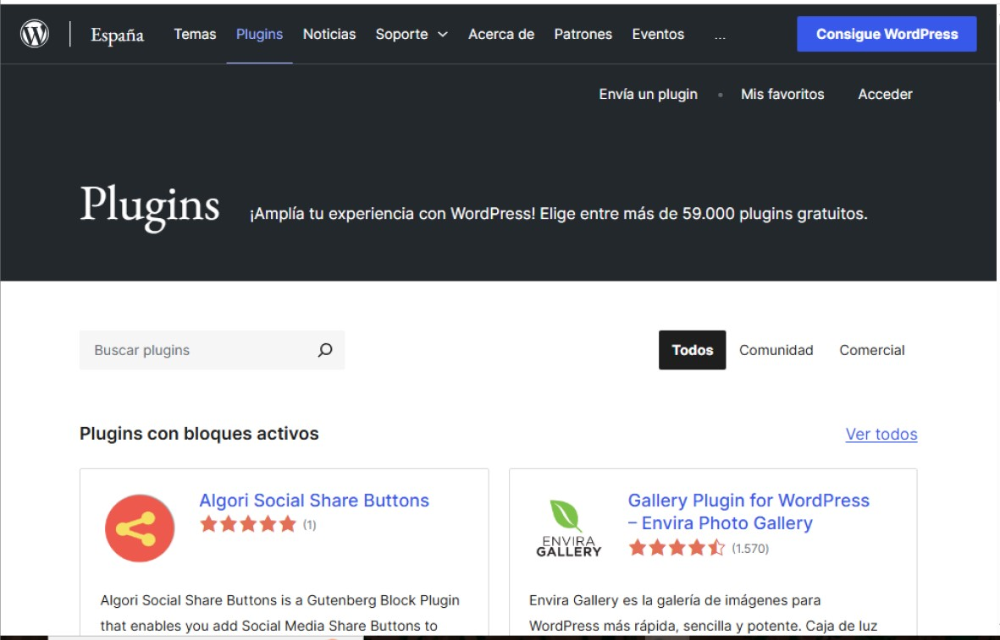 España Temas Plugins Noticias Soporte Acerca de Patrones Eventos ... Consigue WordPress
Envía un plugin • Mis favoritos Acceder
Plugins ¡Amplía tu experiencia con WordPress! Elige entre más de 59.000 plugins gratuitos.
Buscar plugins Todos Comunidad Comercial
Plugins con bloques activos Ver todos
Algori Social Share Buttons
(1)
Algori Social Share Buttons is a Gutenberg Block Plugin
that enables you add Social Media Share Buttons to
ENVIRA
GALLERY
Gallery Plugin for WordPress
– Envira Photo Gallery
(1.570)
Envira Gallery es la galería de imágenes para
WordPress más rápida, sencilla y potente. Caja de luz